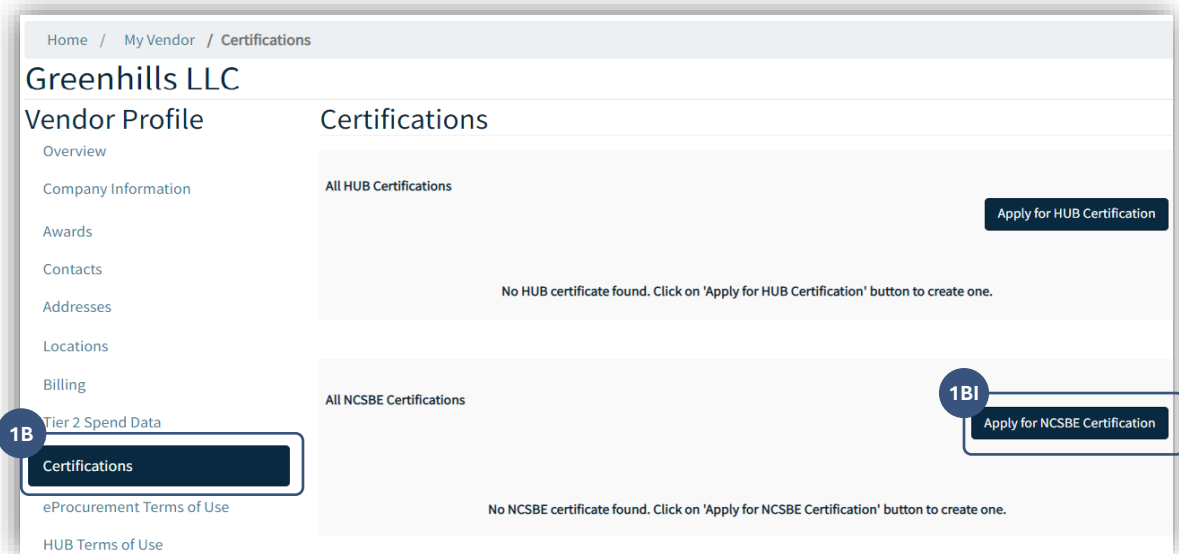 Home / My Vendor / Certifications
Greenhills LLC
Vendor Profile
Overview
Company Information
Awards
Contacts
Addresses
Locations
Billing
Tier 2 Spend Data
1B
Certifications
eProcurement Terms of Use
HUB Terms of Use
Certifications
All HUB Certifications
Apply for HUB Certification
No HUB certificate found. Click on 'Apply for HUB Certification' button to create one.
All NCSBE Certifications
1BI
Apply for NCSBE Certification
No NCSBE certificate found. Click on 'Apply for NCSBE Certification' button to create one.